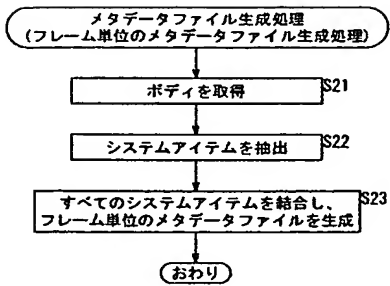 メタデータファイル生成処理
(フレーム単位のメタデータファイル生成処理)
ボディを取得
S21
システムアイテムを抽出
S22
すべてのシステムアイテムを結合し、
フレーム単位のメタデータファイルを生成
S23
おわり